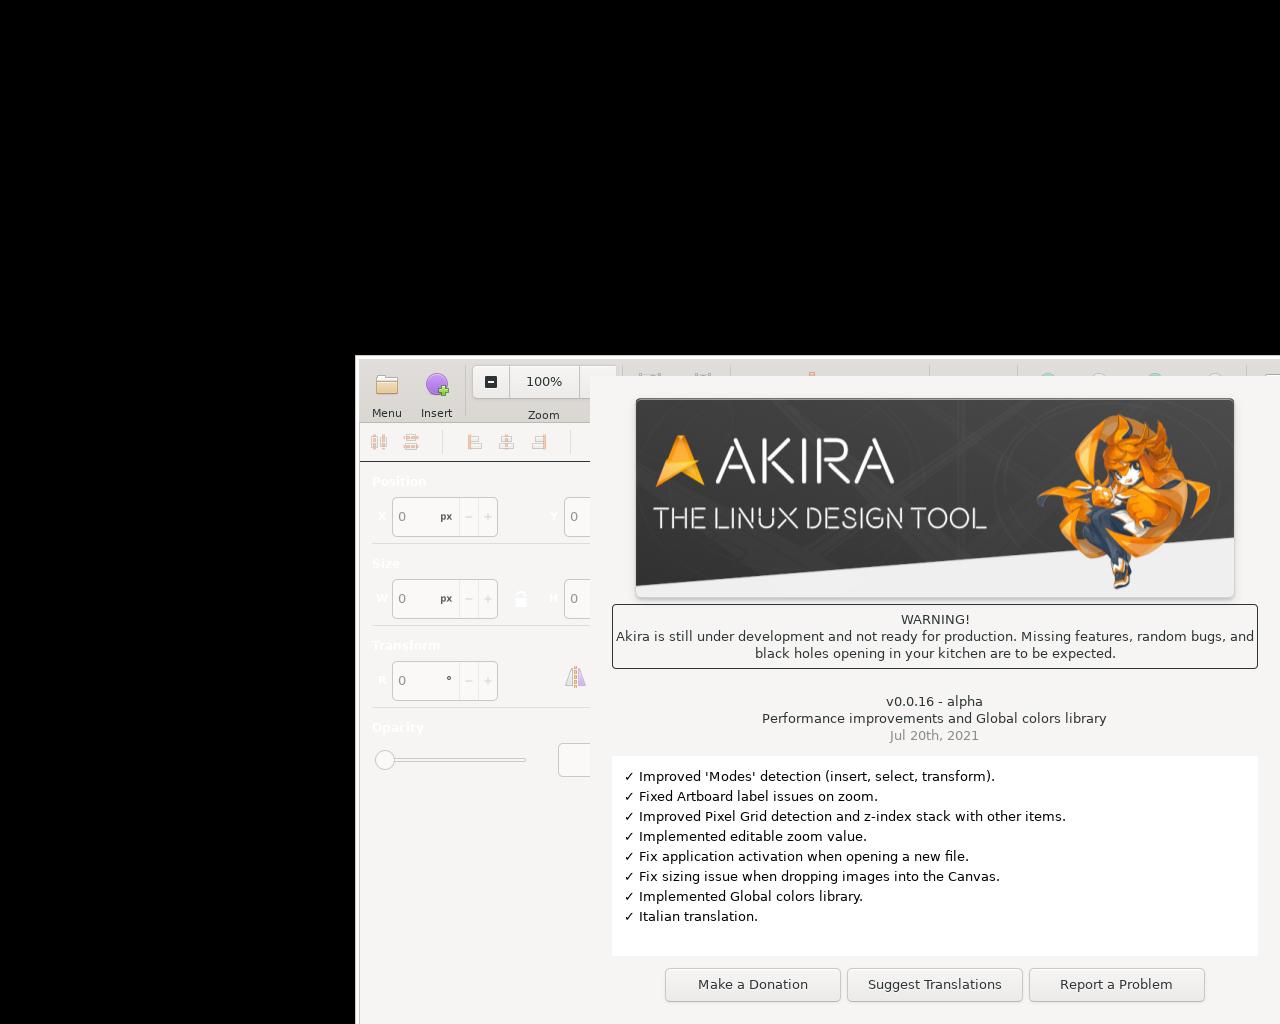 100%
Menu
Insert
Zoom
Position
X
0
px
Y
0
Size
W
0
px
H
0
Transform
R
0
°
Opacity
AKIRA
THE LINUX DESIGN TOOL
WARNING!
Akira is still under development and not ready for production. Missing features, random bugs, and
black holes opening in your kitchen are to be expected.
v0.0.16 - alpha
Performance improvements and Global colors library
Jul 20th, 2021
✓ Improved 'Modes' detection (insert, select, transform).
✓ Fixed Artboard label issues on zoom.
✓ Improved Pixel Grid detection and z-index stack with other items.
✓ Implemented editable zoom value.
✓ Fix application activation when opening a new file.
✓ Fix sizing issue when dropping images into the Canvas.
✓ Implemented Global colors library.
✓ Italian translation.
Make a Donation
Suggest Translations
Report a Problem